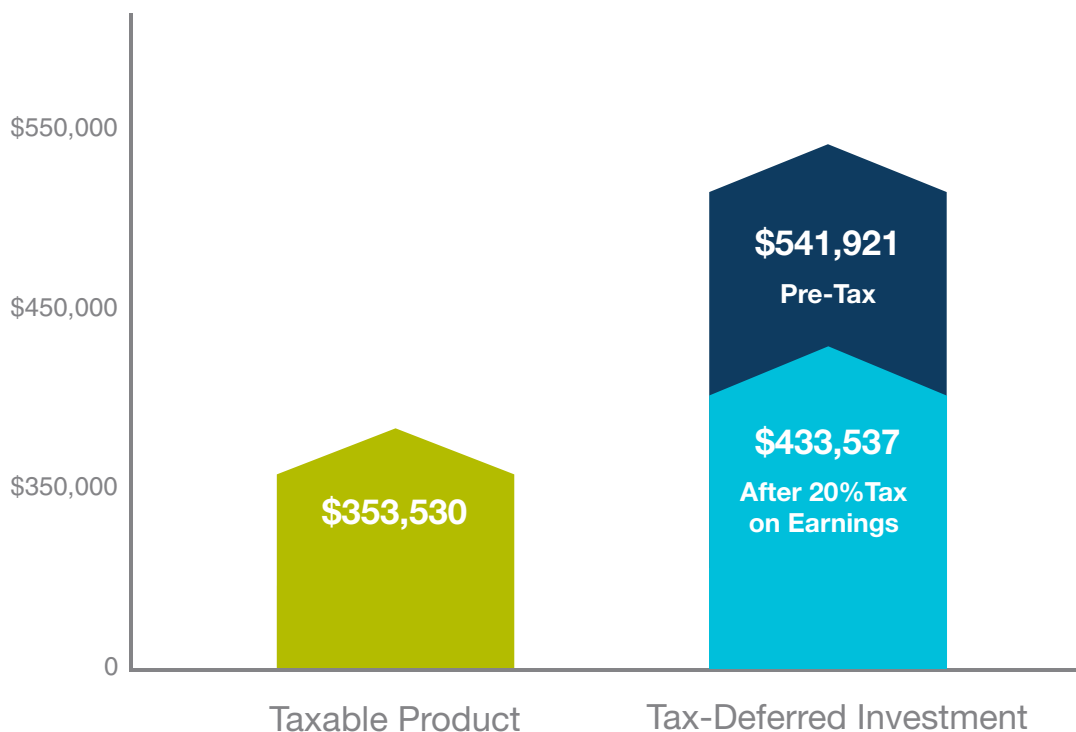 $550,000
$450,000
$350,000
0
$353,530
$541,921
Pre-Tax
$433,537
After 20% Tax
on Earnings
Taxable Product
Tax-Deferred Investment